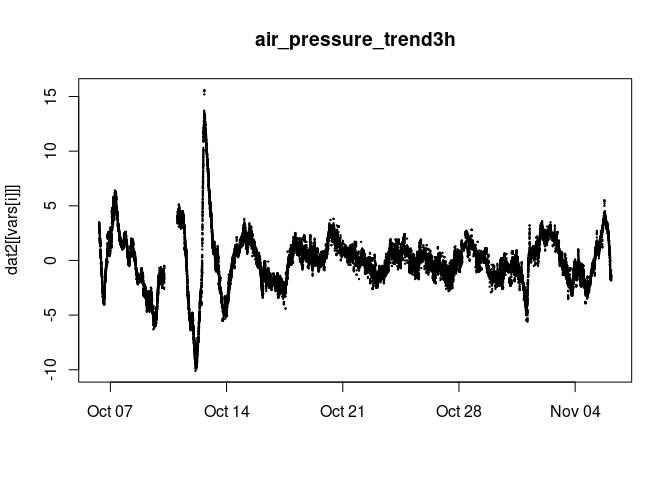 air_pressure_trend3h
dat2[[vars[i]]]
15
10
5
0
-5
-10
Oct 07
Oct 14
Oct 21
Oct 28
Nov 04